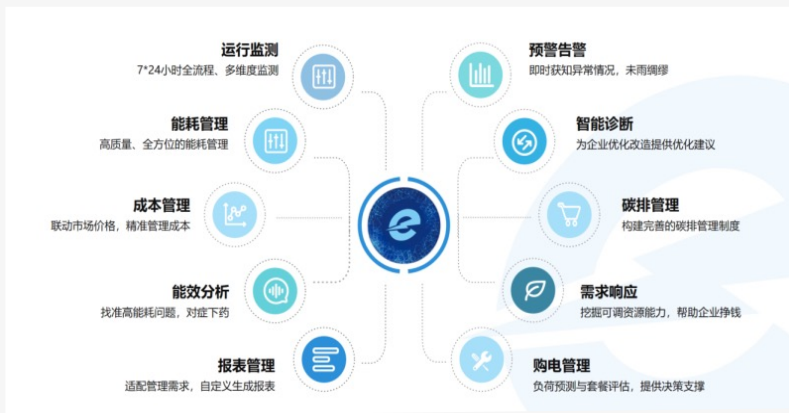 运行监测
7*24小时全流程、多维度监测
能耗管理
高质量、全方位的能耗管理
成本管理
联动市场价格，精准管理成本
能效分析
找准高能耗问题，对症下药
报表管理
适配管理需求，自定义生成报表
预警告警
即时获知异常情况，未雨绸缪
智能诊断
为企业优化改造提供优化建议
碳排管理
构建完善的碳排管理制度
需求响应
挖掘可调资源能力，帮助企业挣钱
购电管理
负荷预测与套餐评估，提供决策支撑